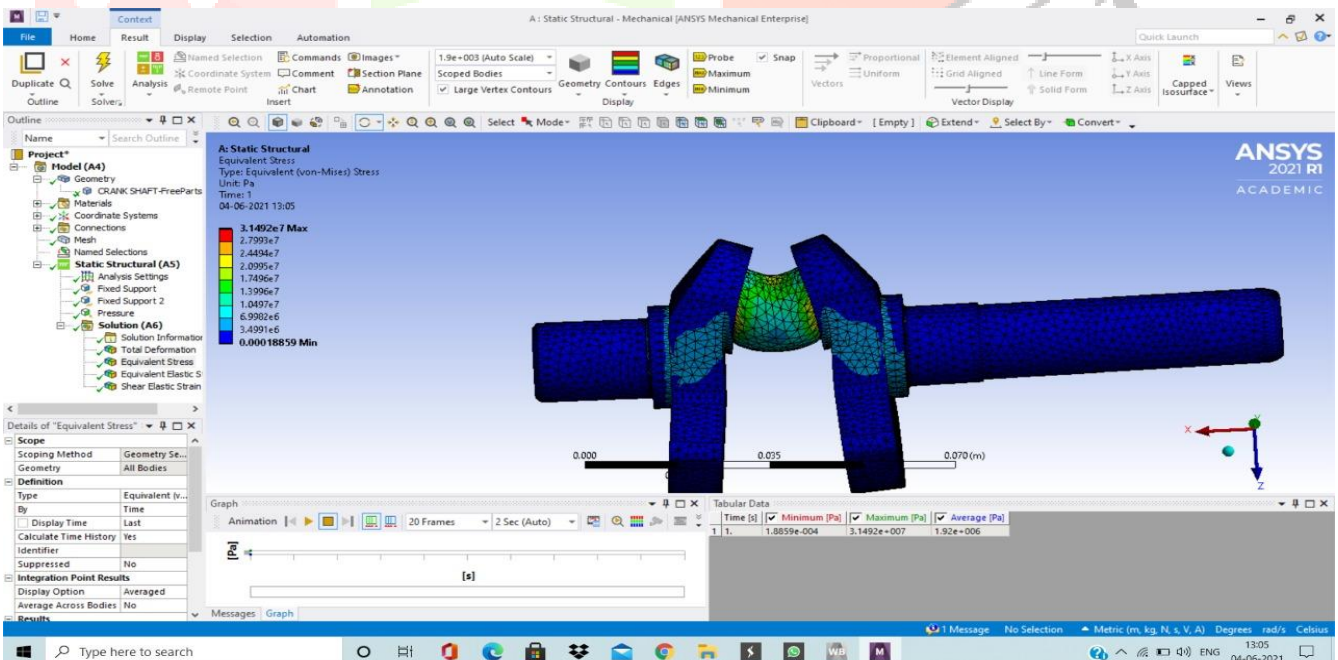 Context
A : Static Structural - Mechanical [ANSYS Mechanical Enterprise]
File Home Result Display Selection Automation
Quick Launch
Duplicate Q
Outline
Solve
Solver
Analysis
Named Selection
Coordinate System
Remote Point
Commands
Comment
Chart
Images
Section Plane
Annotation
Insert
1.9e+003 (Auto Scale)
Scoped Bodies
Large Vertex Contours
Geometry Contours Edges
Display
Probe
Maximum
Minimum
Snap
Vectors
Proportional
Uniform
Element Aligned
Grid Aligned
Line Form
Solid Form
X Axis
Y Axis
Z Axis
Vector Display
Capped
Isosurface
Views
Outline
Name
Search Outline
Select Mode
Clipboard [Empty] Extend Select By Convert
Project*
Model (A4)
Geometry
CRANK SHAFT-FreeParts
Materials
Coordinate Systems
Connections
Mesh
Named Selections
Static Structural (A5)
Analysis Settings
Fixed Support
Fixed Support 2
Pressure
Solution (A6)
Solution Informatior
Total Deformation
Equivalent Stress
Equivalent Elastic S
Shear Elastic Strain
A: Static Structural
Equivalent Stress
Type: Equivalent (von-Mises) Stress
Unit: Pa
Time: 1
04-06-2021 13:05
3.1492e7 Max
2.7993e7
2.4494e7
2.0995e7
1.7496e7
1.3996e7
1.0497e7
6.9982e6
3.4991e6
0.00018859 Min
ANSYS
2021 R1
ACADEMIC
0.000 0.035 0.070 (m)
X
Y
Z
Details of "Equivalent Stress"
Scope
Scoping Method Geometry Se...
Geometry All Bodies
Definition
Type Equivalent (v...
By Time
Display Time Last
Calculate Time History Yes
Identifier
Suppressed No
Integration Point Results
Display Option Averaged
Average Across Bodies No
Results
Graph
Animation
20 Frames
2 Sec (Auto)
[Pa]
[s]
Messages Graph
Tabular Data
Time [s] Minimum [Pa] Maximum [Pa] Average [Pa]
1 1. 1.8859e-004 3.1492e+007 1.92e+006
1 Message No Selection Metric (m, kg, N, s, V, A) Degrees rad/s Celsius
Type here to search
WB
M
ENG
13:05
04-06-2021